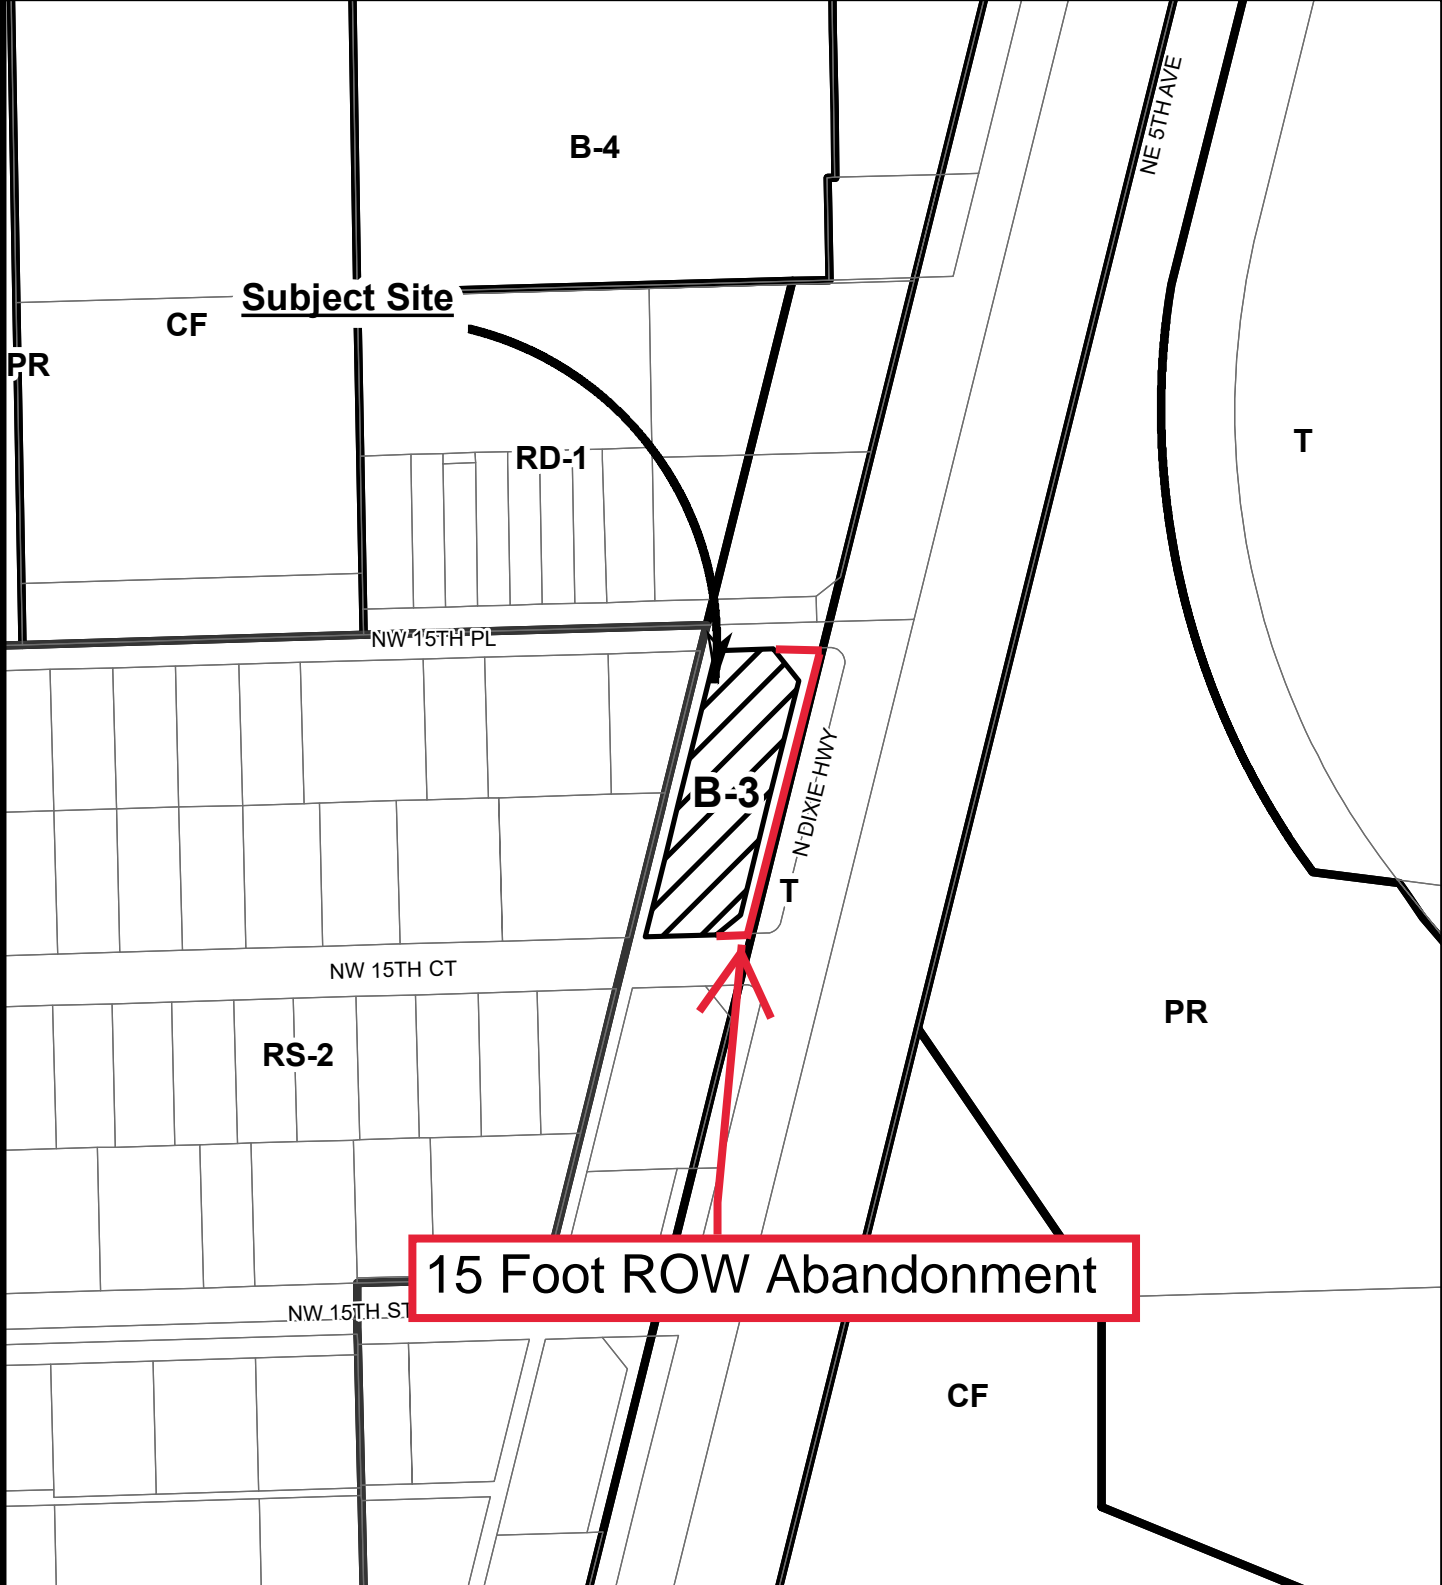 NE 5TH AVE
B-4
Subject Site
CF
PR
T
RD-1
NW 15TH PL
B-3
N DIXIE HWY
T
NW 15TH CT
PR
RS-2
15 Foot ROW Abandonment
NW 15TH ST
CF